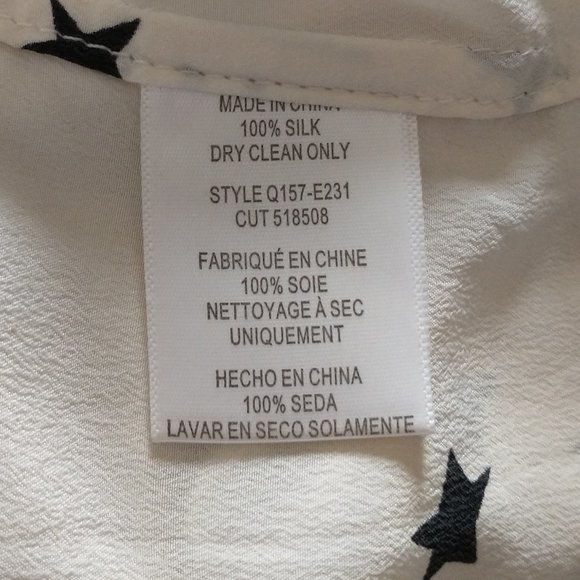 MADE IN CHINA
100% SILK
DRY CLEAN ONLY
STYLE Q157-E231
CUT 518508
FABRIQUÉ EN CHINE
100% SOIE
NETTOYAGE À SEC
UNIQUEMENT
HECHO EN CHINA
100% SEDA
LAVAR EN SECO SOLAMENTE